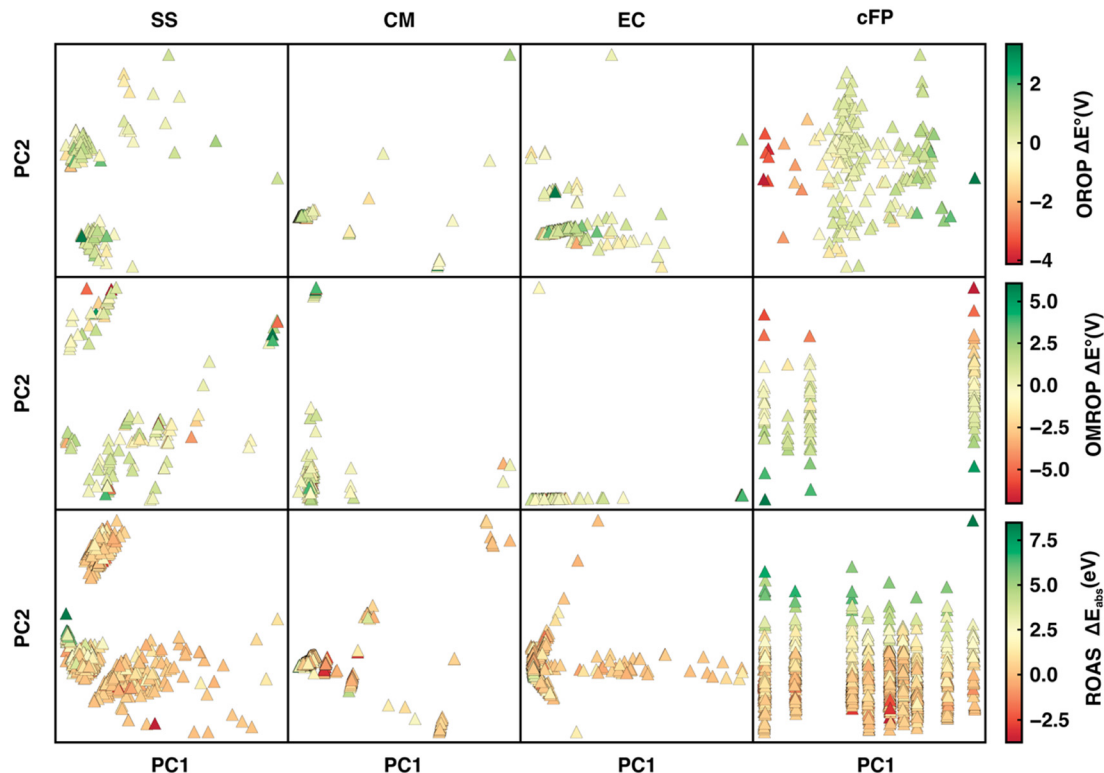 SS CM EC cFP
PC2
2
0
−2
−4
OROP ΔE°(V)
PC2
5.0
2.5
0.0
−2.5
−5.0
OMROP ΔE°(V)
PC2
7.5
5.0
2.5
0.0
−2.5
ROAS ΔEabs(eV)
PC1 PC1 PC1 PC1